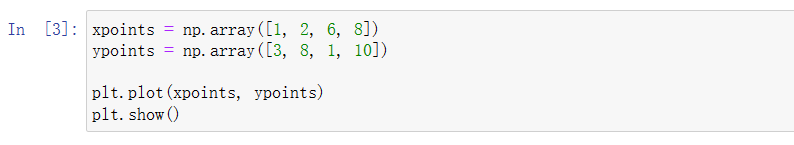 In [3]: xpoints = np.array([1, 2, 6, 8])
ypoints = np.array([3, 8, 1, 10])
plt.plot(xpoints, ypoints)
plt.show()